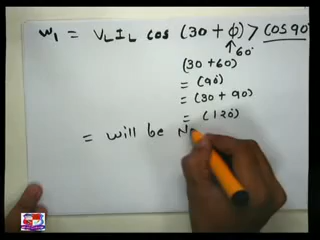 W₁ = VLIL cos (30 + ϕ) > cos 90
60°
(30 + 60)
= (90)
= (30 + 90)
= (120)
= will be N